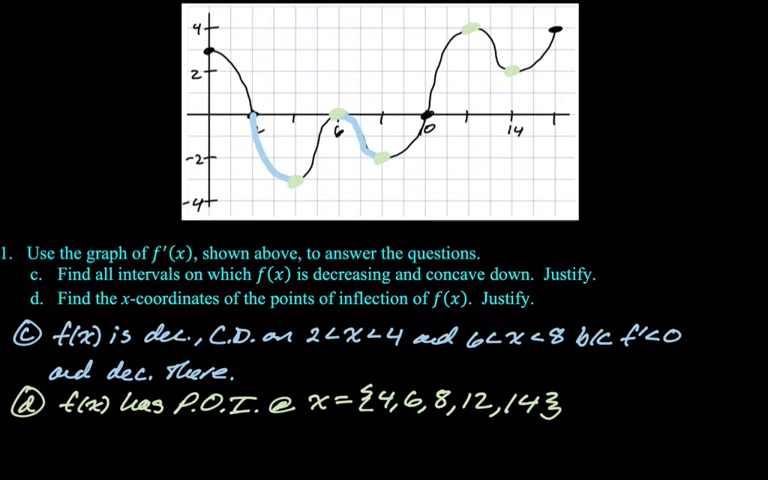 4
2
6
10
14
-2
-4
1. Use the graph of f'(x), shown above, to answer the questions.
c. Find all intervals on which f(x) is decreasing and concave down. Justify.
d. Find the x-coordinates of the points of inflection of f(x). Justify.
ⓒ f(x) is dec., C.D. on 2<x<4 and 6<x<8 b/c f'<0
and dec. there.
ⓓ f(x) has P.O.I. @ x={4,6,8,12,14}